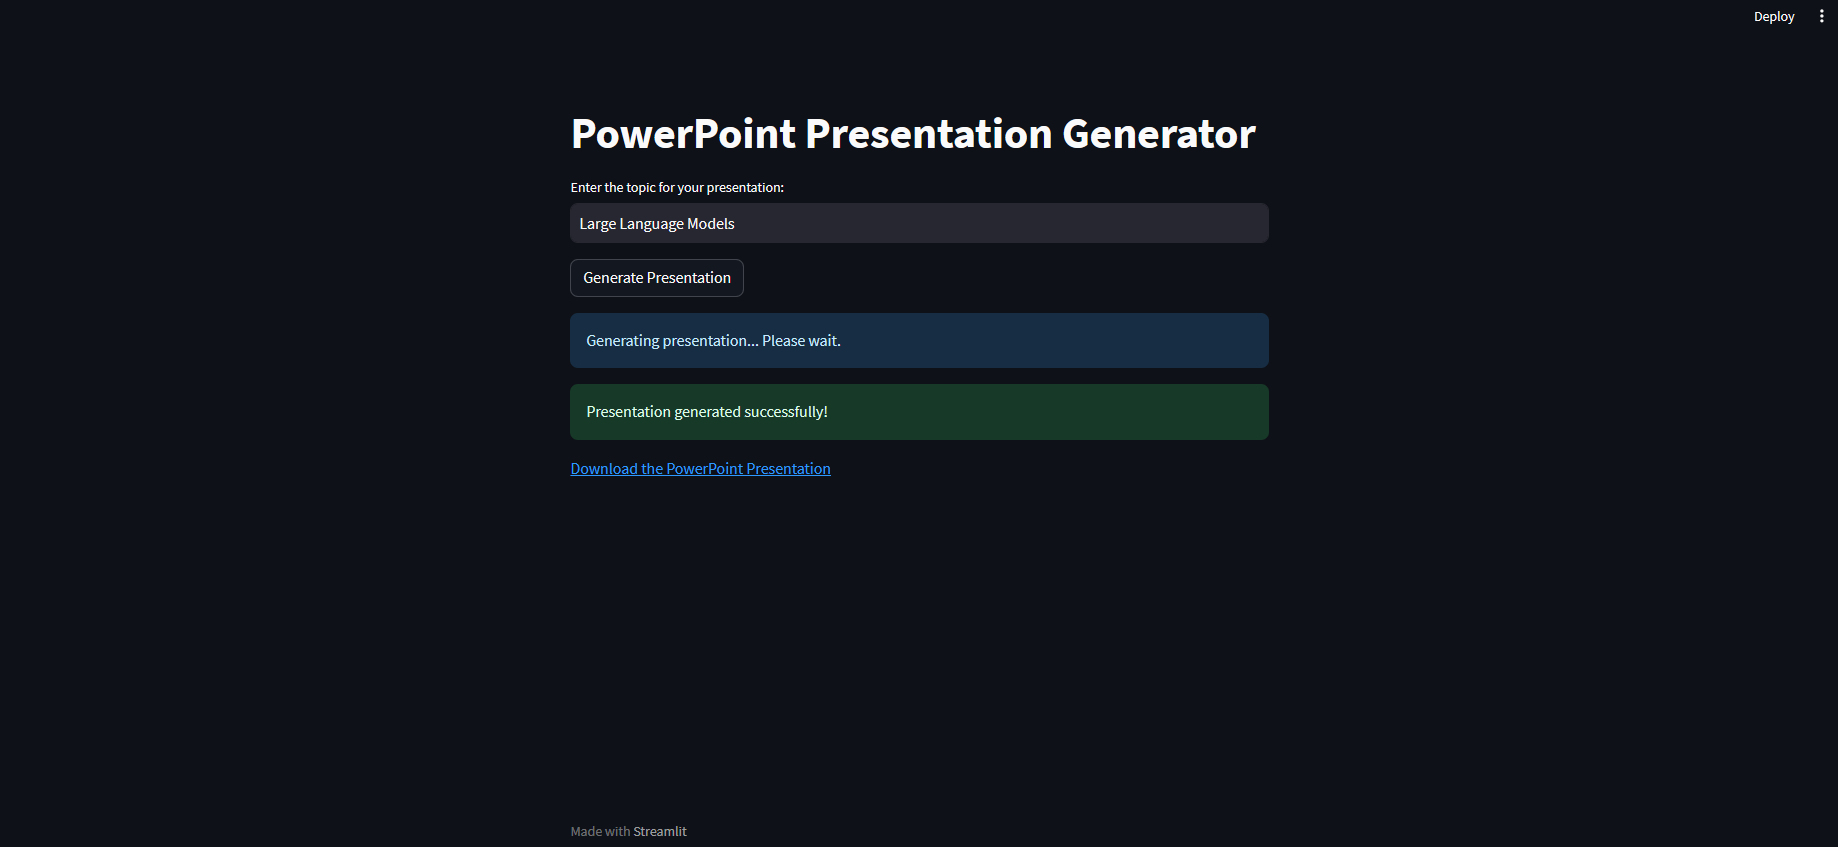 Deploy
PowerPoint Presentation Generator
Enter the topic for your presentation:
Large Language Models
Generate Presentation
Generating presentation... Please wait.
Presentation generated successfully!
Download the PowerPoint Presentation
Made with Streamlit